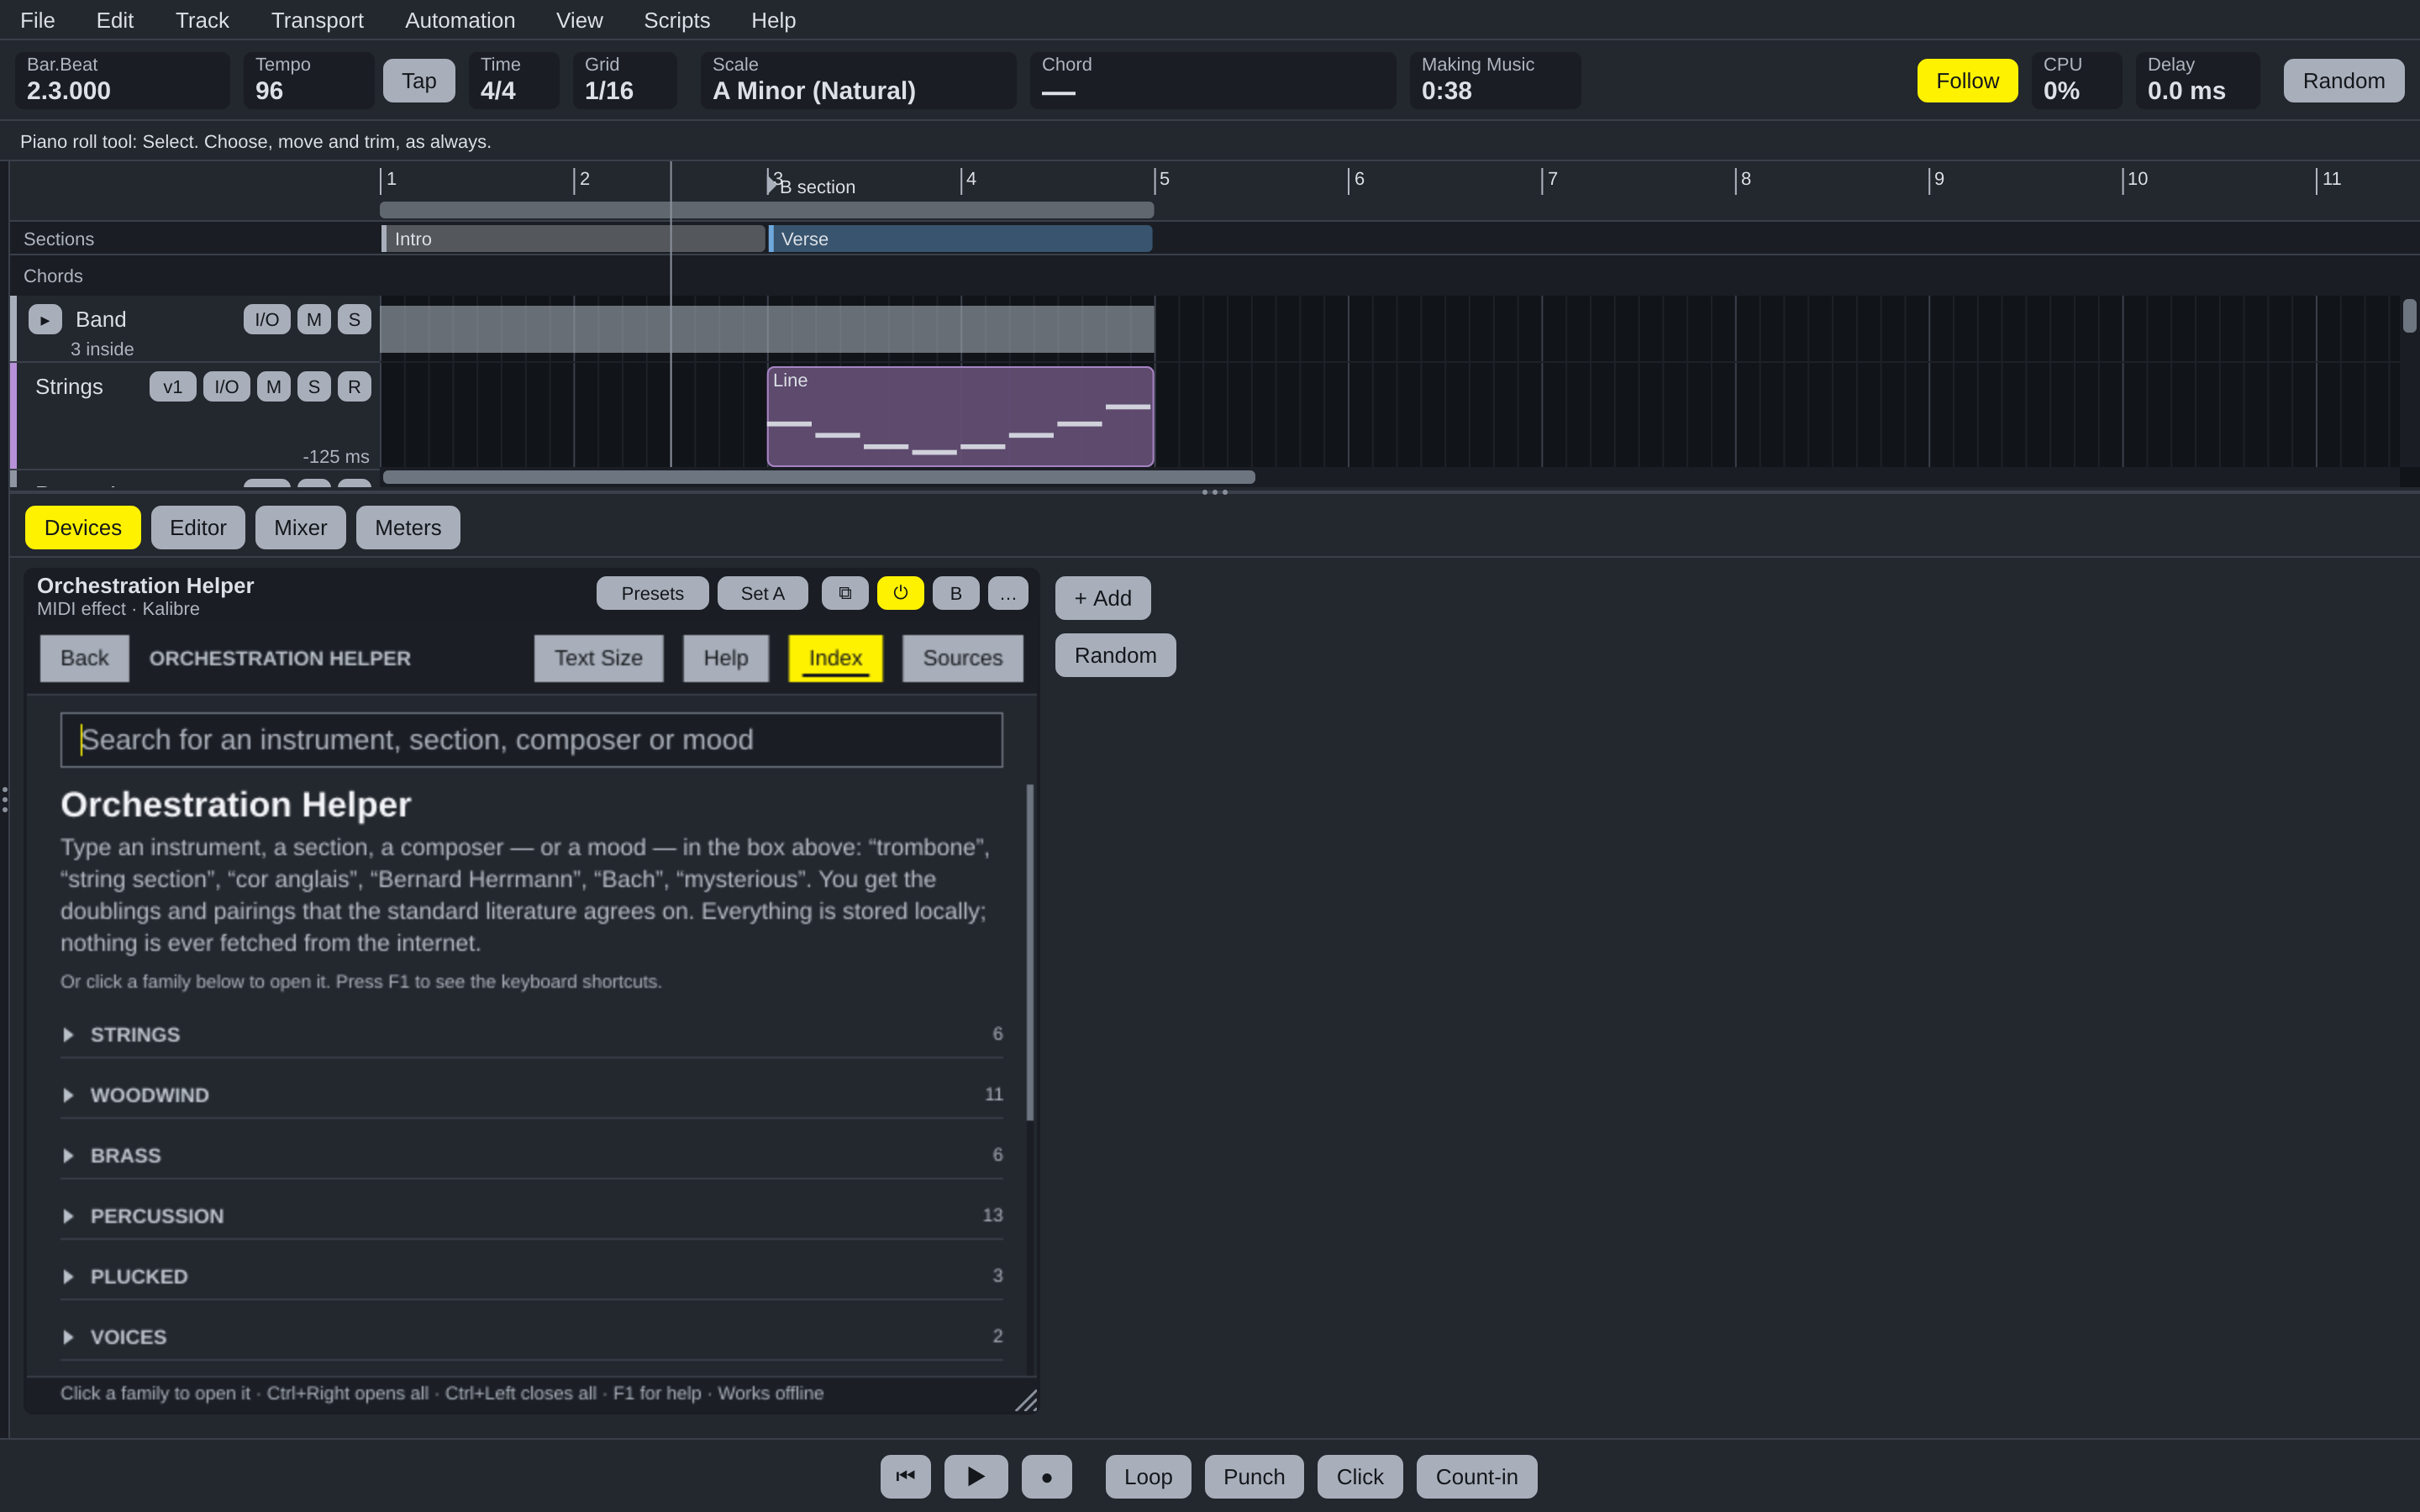 File Edit Track Transport Automation View Scripts Help
Bar.Beat Tempo Time Grid Scale Chord Making Music CPU Delay
2.3.000 96 Tap 4/4 1/16 A Minor (Natural) — 0:38 Follow 0% 0.0 ms Random
Piano roll tool: Select. Choose, move and trim, as always.
1 2 3 4 5 6 7 8 9 10 11
B section
Sections Intro Verse
Chords
Band I/O M S
3 inside
Strings v1 I/O M S R Line
-125 ms
Devices Editor Mixer Meters
Orchestration Helper Presets Set A B ...
MIDI effect · Kalibre
+ Add
Back ORCHESTRATION HELPER Text Size Help Index Sources Random
Search for an instrument, section, composer or mood
Orchestration Helper
Type an instrument, a section, a composer — or a mood — in the box above: “trombone”,
“string section”, “cor anglais”, “Bernard Herrmann”, “Bach”, “mysterious”. You get the
doublings and pairings that the standard literature agrees on. Everything is stored locally;
nothing is ever fetched from the internet.
Or click a family below to open it. Press F1 to see the keyboard shortcuts.
STRINGS 6
WOODWIND 11
BRASS 6
PERCUSSION 13
PLUCKED 3
VOICES 2
Click a family to open it · Ctrl+Right opens all · Ctrl+Left closes all · F1 for help · Works offline
Loop Punch Click Count-in